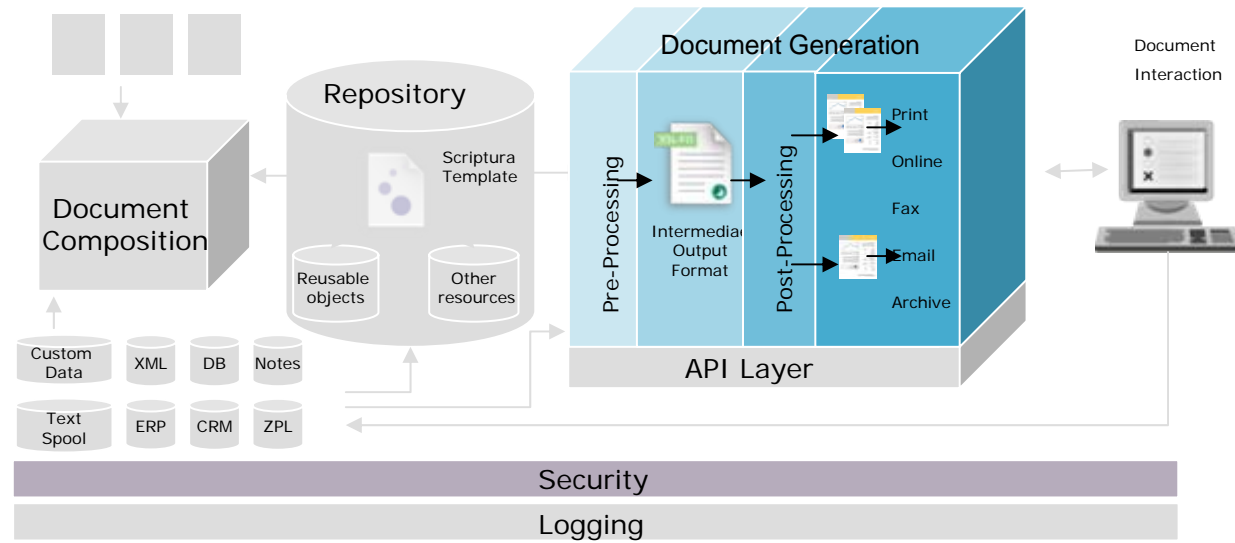 Document Generation
Document
Interaction
Repository
Scriptura
Template
Document
Composition
Reusable
objects
Other
resources
Pre-Processing
Intermediac
Output
Format
Post-Processing
Print
Online
Fax
Email
Archive
API Layer
Custom
Data
XML
DB
Notes
Text
Spool
ERP
CRM
ZPL
Security
Logging